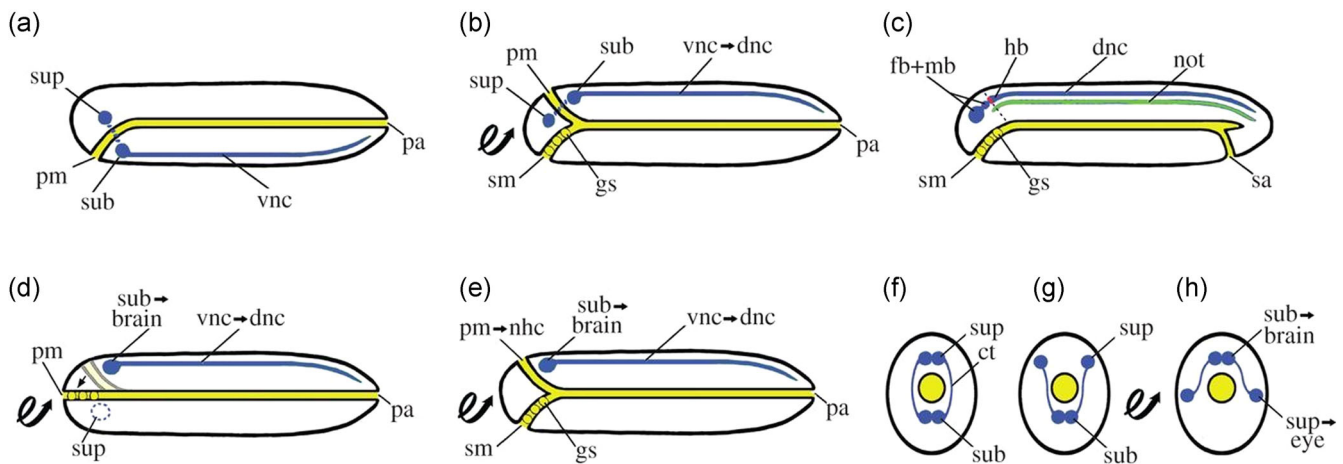 (a)
sup
pm
sub
vnc
pa
(b)
pm
sub
vnc→dnc
sup
sm
gs
pa
(c)
fb+mb
hb
dnc
not
sm
gs
sa
(d)
sub→
brain
vnc→dnc
pm
sup
pa
(e)
pm→nhc
sub→
brain
vnc→dnc
sm
gs
pa
(f)
sup
ct
sub
(g)
sup
sub
(h)
sub→
brain
sup→
eye